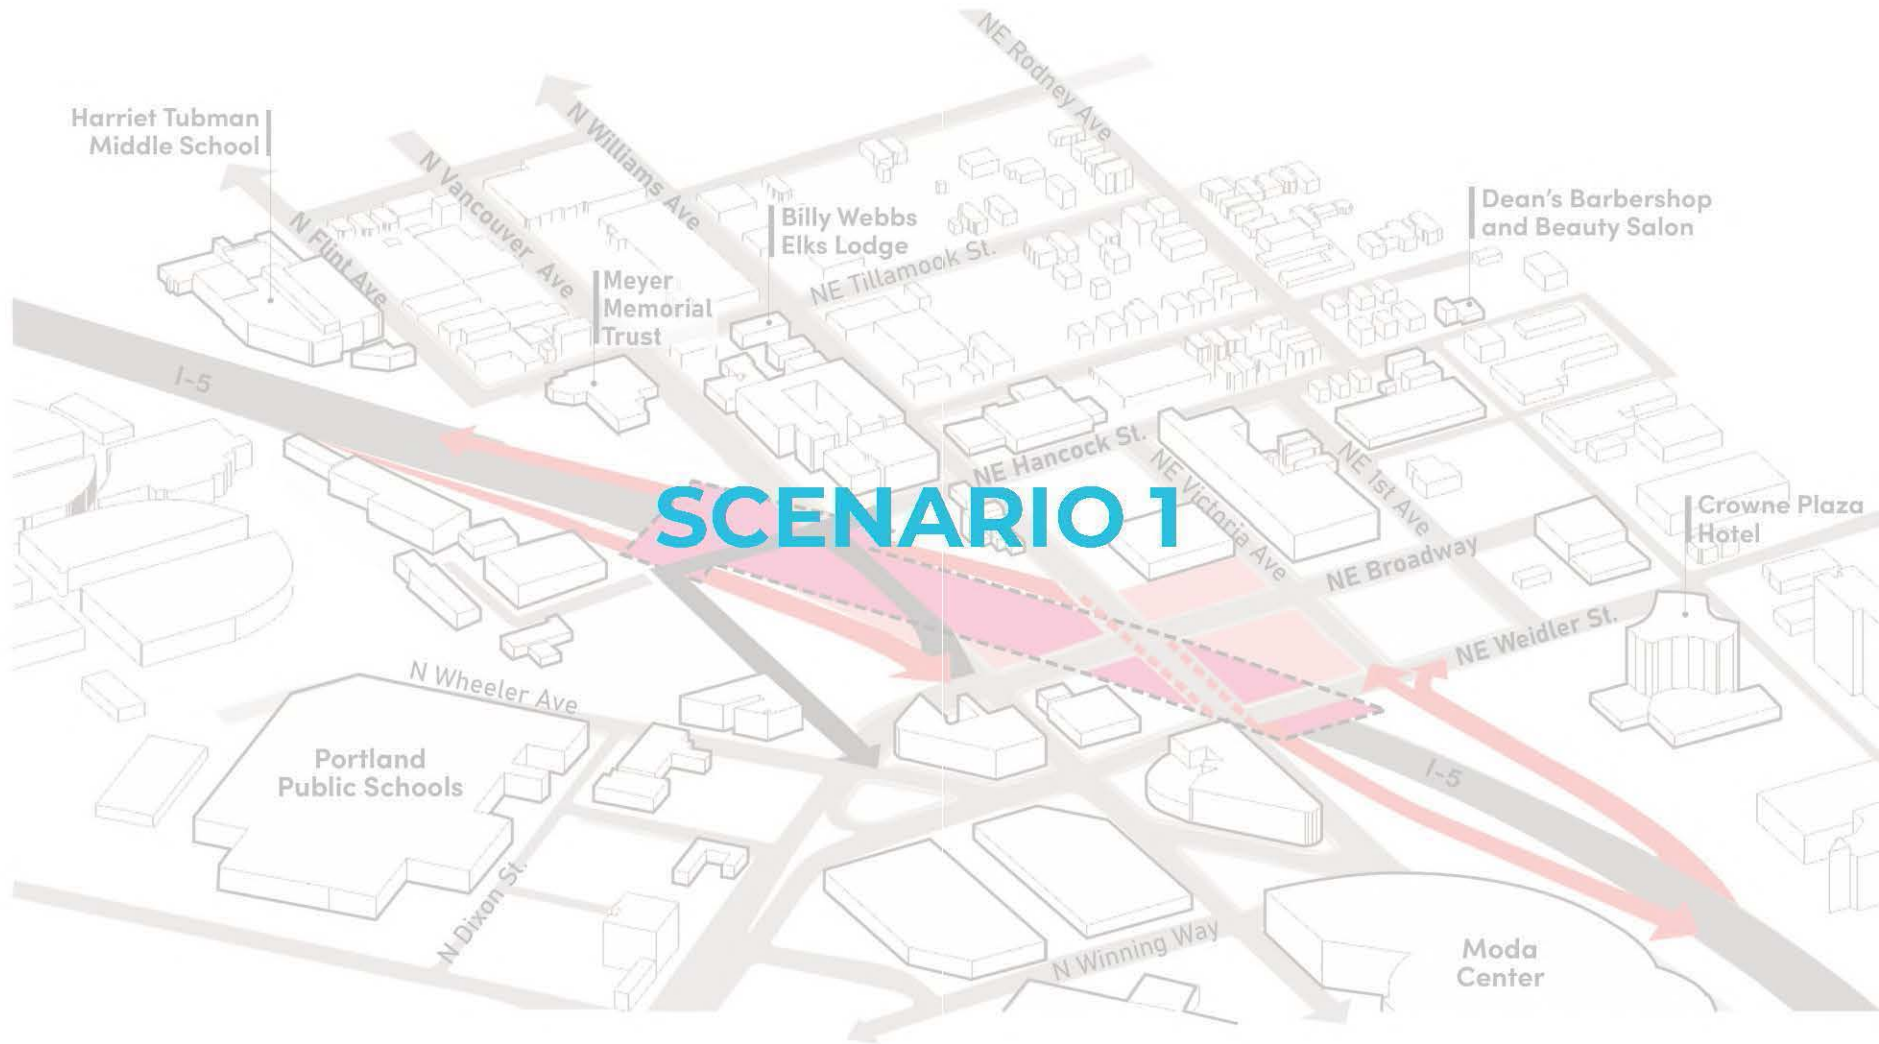 NE Rodney Ave
Harriet Tubman
Middle School
N Williams Ave
N Vancouver Ave
N Flint Ave
Billy Webbs
Elks Lodge
Dean's Barbershop
and Beauty Salon
NE Tillamook St.
Meyer
Memorial
Trust
I-5
NE Hancock St.
NE Victoria Ave
NE 1st Ave
SCENARIO 1
Crowne Plaza
Hotel
NE Broadway
NE Weidler St.
N Wheeler Ave
Portland
Public Schools
I-5
N Dixon St.
N Winning Way
Moda
Center